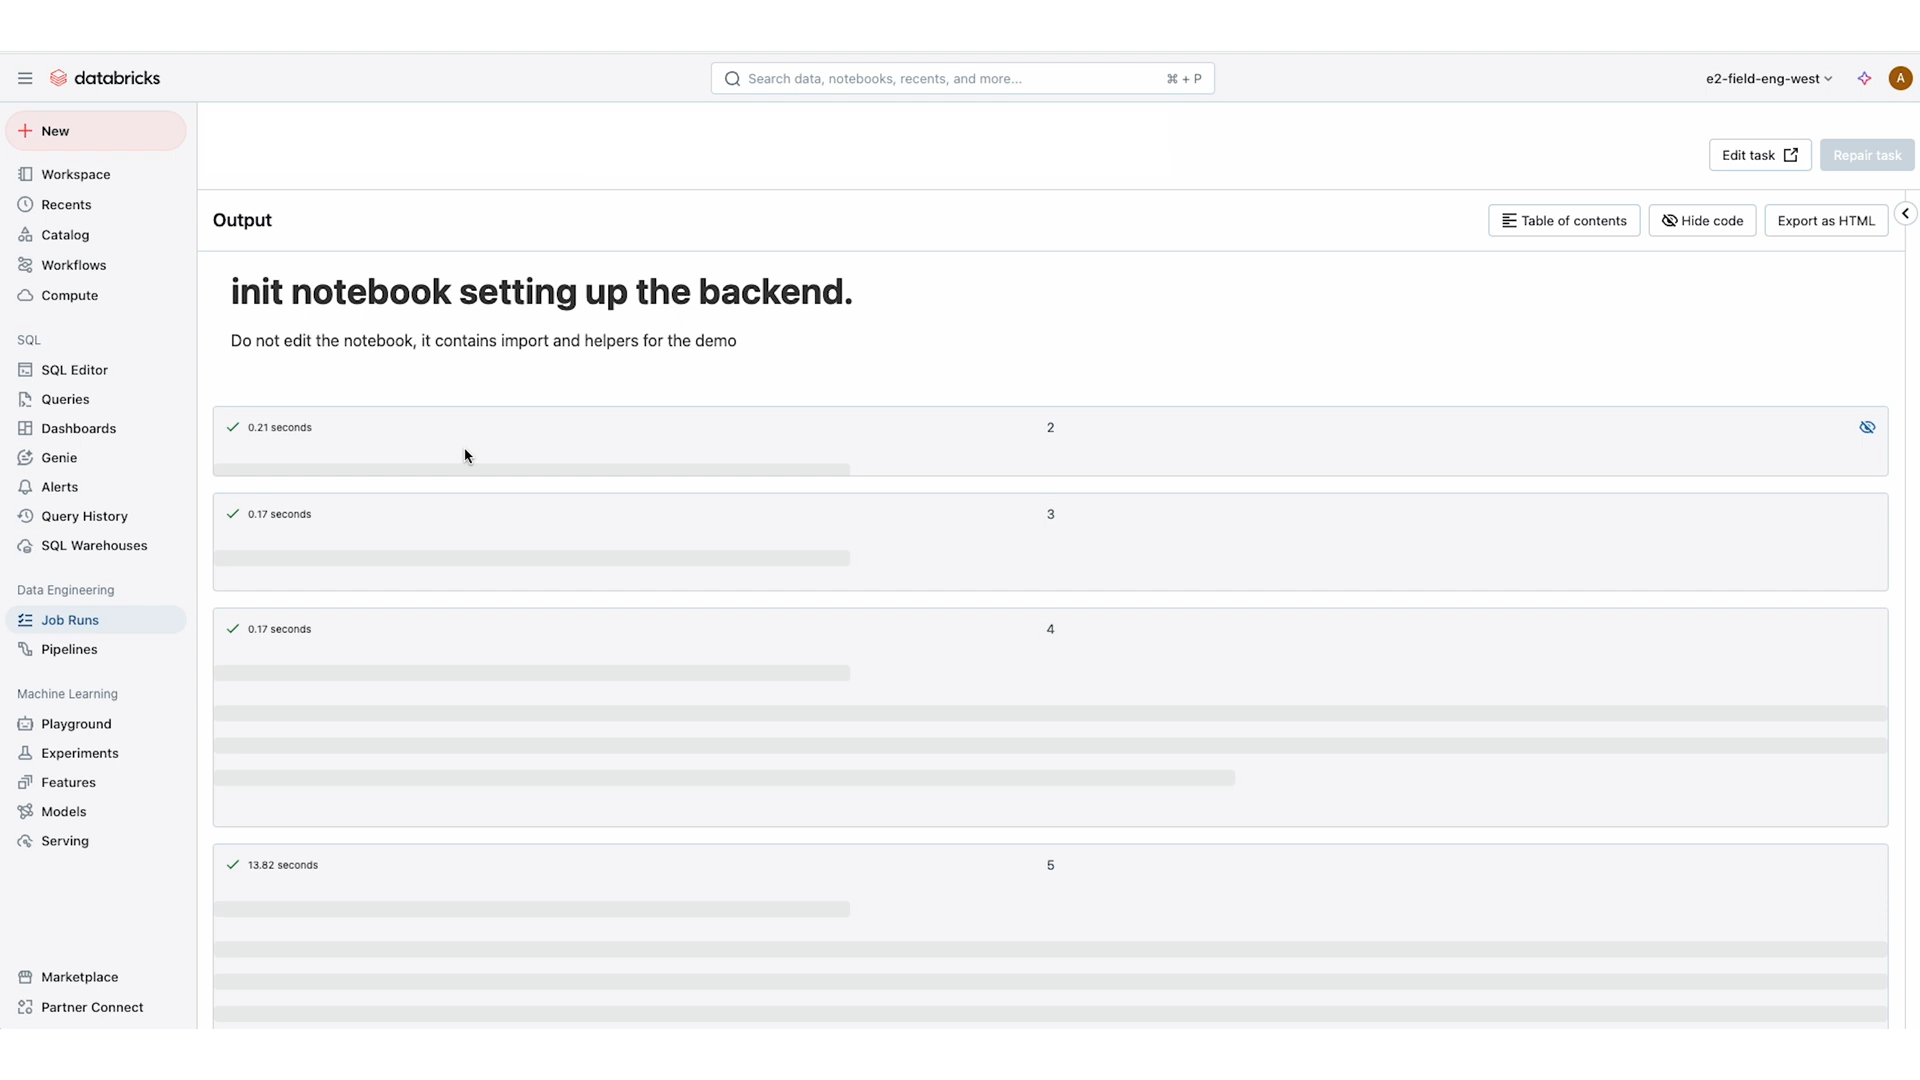 databricks
Search data, notebooks, recents, and more...
⌘ + P
e2-field-eng-west
A
New
Workspace
Recents
Catalog
Workflows
Compute
SQL
SQL Editor
Queries
Dashboards
Genie
Alerts
Query History
SQL Warehouses
Data Engineering
Job Runs
Pipelines
Machine Learning
Playground
Experiments
Features
Models
Serving
Marketplace
Partner Connect
Edit task
Repair task
Output
Table of contents
Hide code
Export as HTML
init notebook setting up the backend.
Do not edit the notebook, it contains import and helpers for the demo
0.21 seconds
2
0.17 seconds
3
0.17 seconds
4
13.82 seconds
5